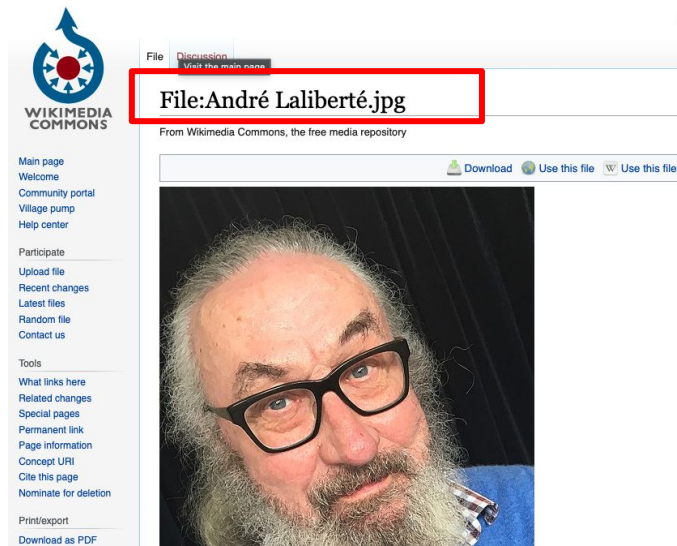 File Discussion
Visit the main page
File:André Laliberté.jpg
WIKIMEDIA
COMMONS
From Wikimedia Commons, the free media repository
Download Use this file W Use this file
Main page
Welcome
Community portal
Village pump
Help center
Participate
Upload file
Recent changes
Latest files
Random file
Contact us
Tools
What links here
Related changes
Special pages
Permanent link
Page information
Concept URI
Cite this page
Nominate for deletion
Print/export
Download as PDF